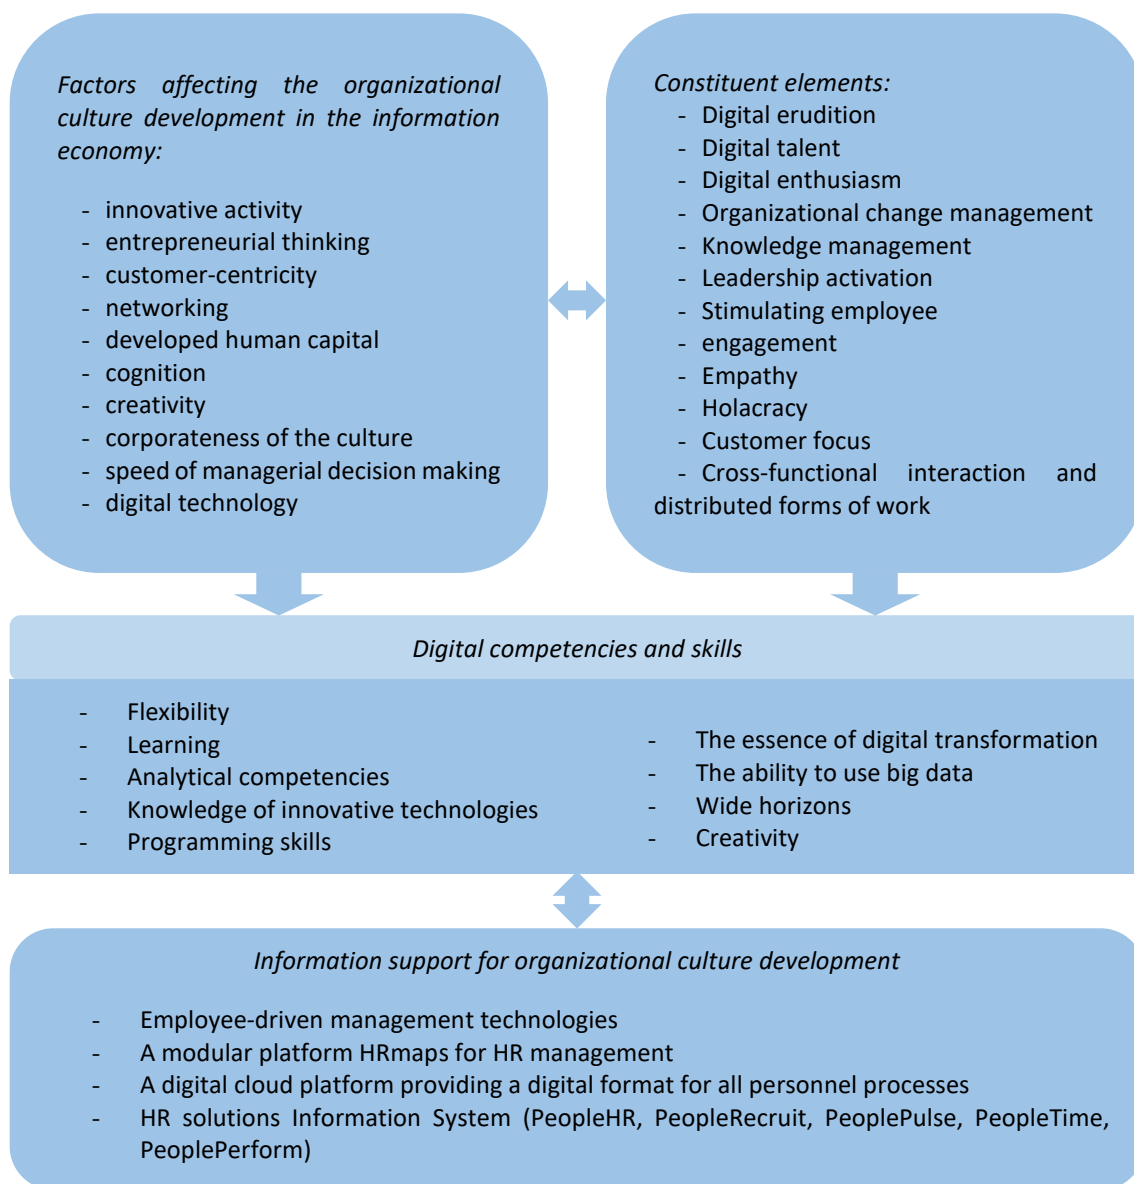 Factors affecting the organizational
culture development in the information
economy:
- innovative activity
- entrepreneurial thinking
- customer-centricity
- networking
- developed human capital
- cognition
- creativity
- corporateness of the culture
- speed of managerial decision making
- digital technology
Constituent elements:
- Digital erudition
- Digital talent
- Digital enthusiasm
- Organizational change management
- Knowledge management
- Leadership activation
- Stimulating employee
- engagement
- Empathy
- Holacracy
- Customer focus
- Cross-functional interaction and
distributed forms of work
Digital competencies and skills
- Flexibility
- Learning
- Analytical competencies
- Knowledge of innovative technologies
- Programming skills
- The essence of digital transformation
- The ability to use big data
- Wide horizons
- Creativity
Information support for organizational culture development
- Employee-driven management technologies
- A modular platform HRmaps for HR management
- A digital cloud platform providing a digital format for all personnel processes
- HR solutions Information System (PeopleHR, PeopleRecruit, PeoplePulse, PeopleTime,
PeoplePerform)